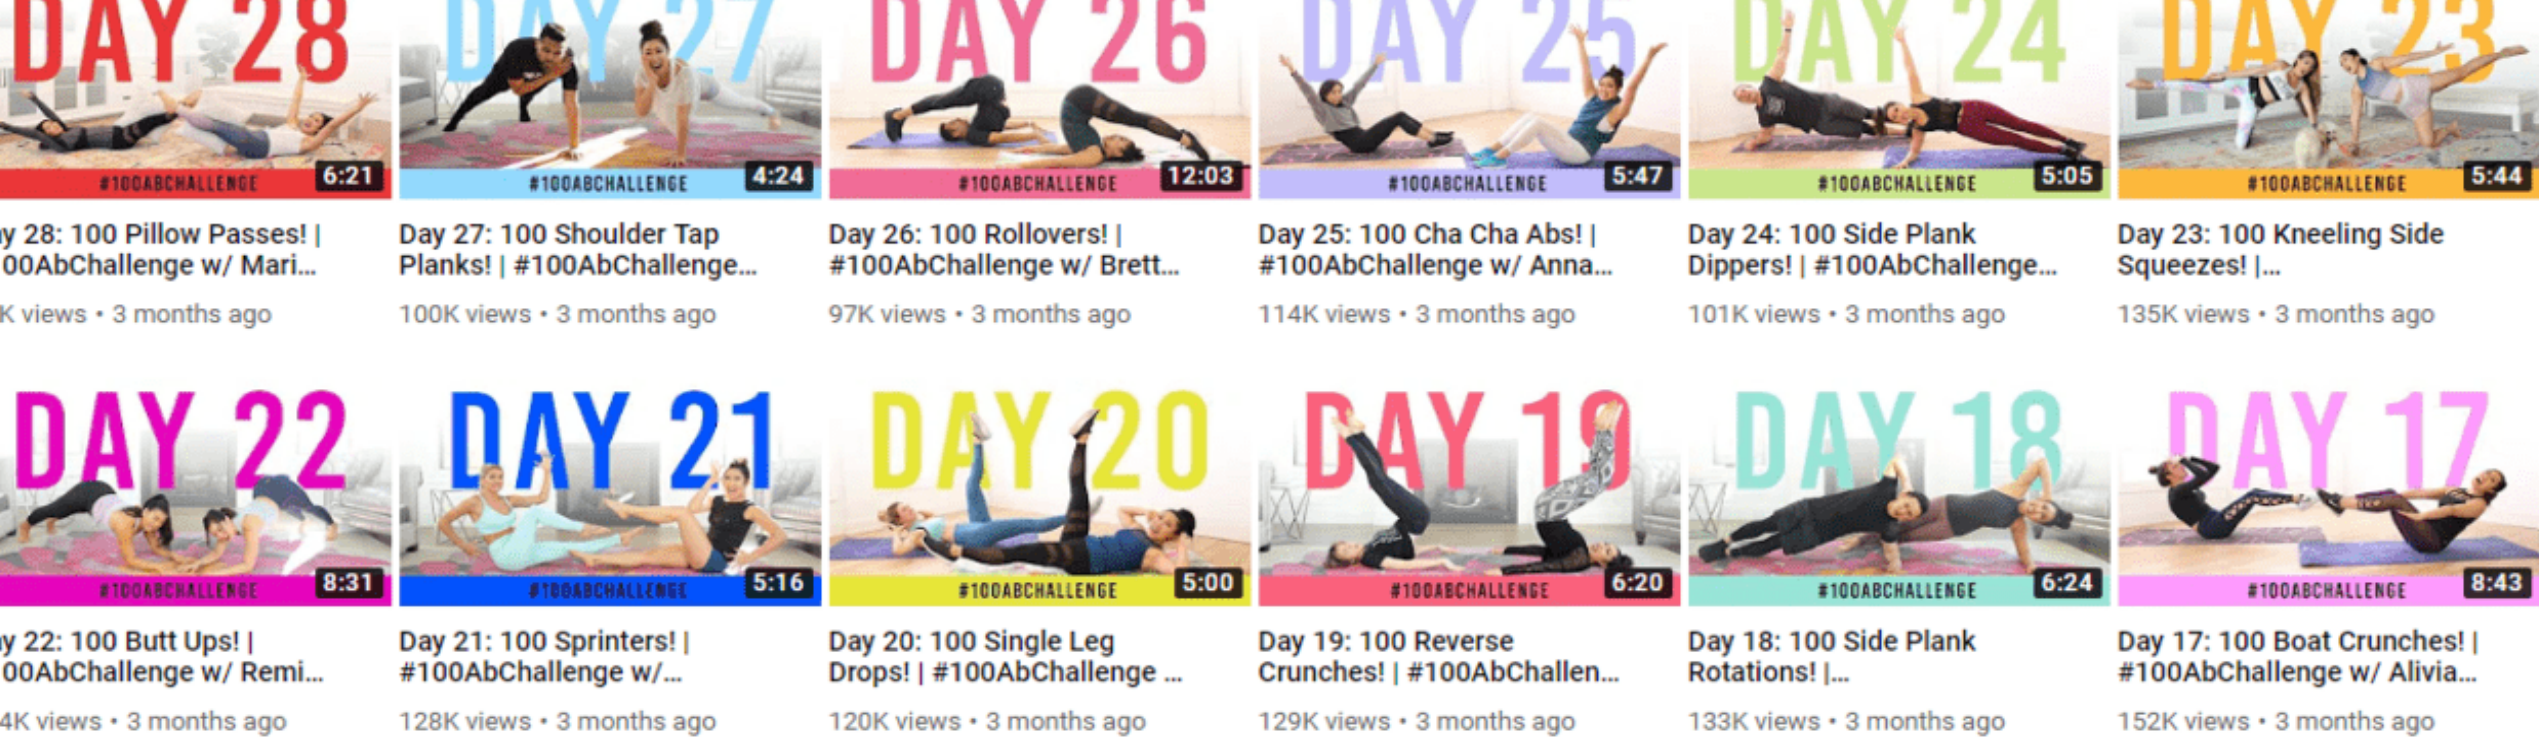 DAY 28
#100ABCHALLENGE
6:21
DAY 27
#100ABCHALLENGE
4:24
DAY 26
#100ABCHALLENGE
12:03
DAY 25
#100ABCHALLENGE
5:47
DAY 24
#100ABCHALLENGE
5:05
DAY 23
#100ABCHALLENGE
5:44
y 28: 100 Pillow Passes! |
00AbChallenge w/ Mari...
K views • 3 months ago
Day 27: 100 Shoulder Tap
Planks! | #100AbChallenge...
100K views • 3 months ago
Day 26: 100 Rollovers! |
#100AbChallenge w/ Brett...
97K views • 3 months ago
Day 25: 100 Cha Cha Abs! |
#100AbChallenge w/ Anna...
114K views • 3 months ago
Day 24: 100 Side Plank
Dippers! | #100AbChallenge...
101K views • 3 months ago
Day 23: 100 Kneeling Side
Squeezes! |...
135K views • 3 months ago
DAY 22
#100ABCHALLENGE
8:31
DAY 21
#100ABCHALLENGE
5:16
DAY 20
#100ABCHALLENGE
5:00
DAY 19
#100ABCHALLENGE
6:20
DAY 18
#100ABCHALLENGE
6:24
DAY 17
#100ABCHALLENGE
8:43
y 22: 100 Butt Ups! |
00AbChallenge w/ Remi...
4K views • 3 months ago
Day 21: 100 Sprinters! |
#100AbChallenge w/...
128K views • 3 months ago
Day 20: 100 Single Leg
Drops! | #100AbChallenge ...
120K views • 3 months ago
Day 19: 100 Reverse
Crunches! | #100AbChallen...
129K views • 3 months ago
Day 18: 100 Side Plank
Rotations! |...
133K views • 3 months ago
Day 17: 100 Boat Crunches! |
#100AbChallenge w/ Alivia...
152K views • 3 months ago